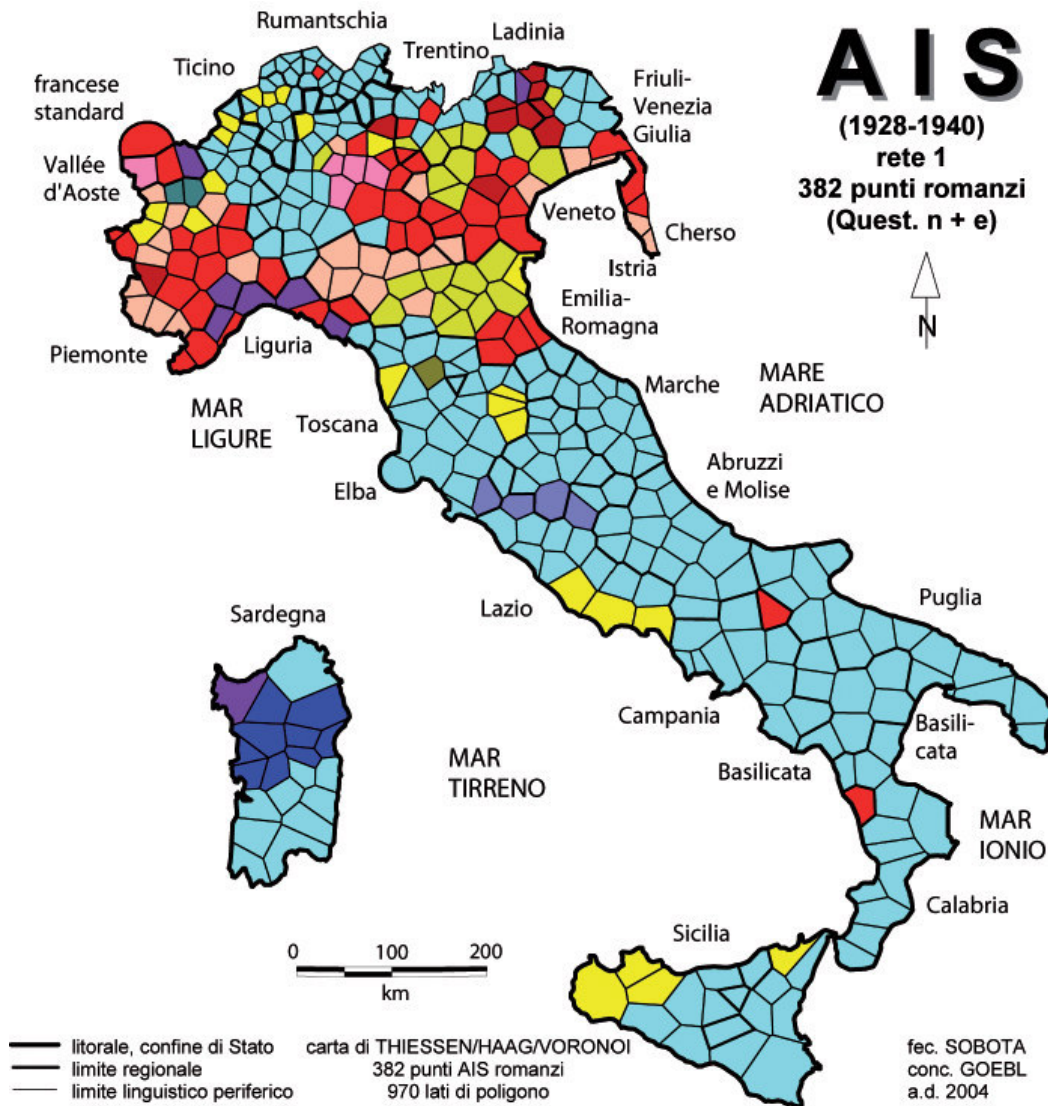 Rumantschia
Ladinia
Trentino
Ticino
francese
standard
Friuli-
Venezia
Giulia
Vallée
d'Aoste
Veneto
Cherso
Istria
Emilia-
Romagna
Piemonte
Liguria
MAR
LIGURE
Toscana
Marche
MARE
ADRIATICO
Elba
Abruzzi
e Molise
Lazio
Puglia
Sardegna
Campania
Basili-
cata
Basilicata
MAR
TIRRENO
MAR
IONIO
Calabria
Sicilia
AIS
(1928-1940)
rete 1
382 punti romanzi
(Quest. n + e)
N
0 100 200
km
litorale, confine di Stato carta di THIESSEN/HAAG/VORONOI fec. SOBOTA
limite regionale 382 punti AIS romanzi conc. GOEBL
limite linguistico periferico 970 lati di poligono a.d. 2004